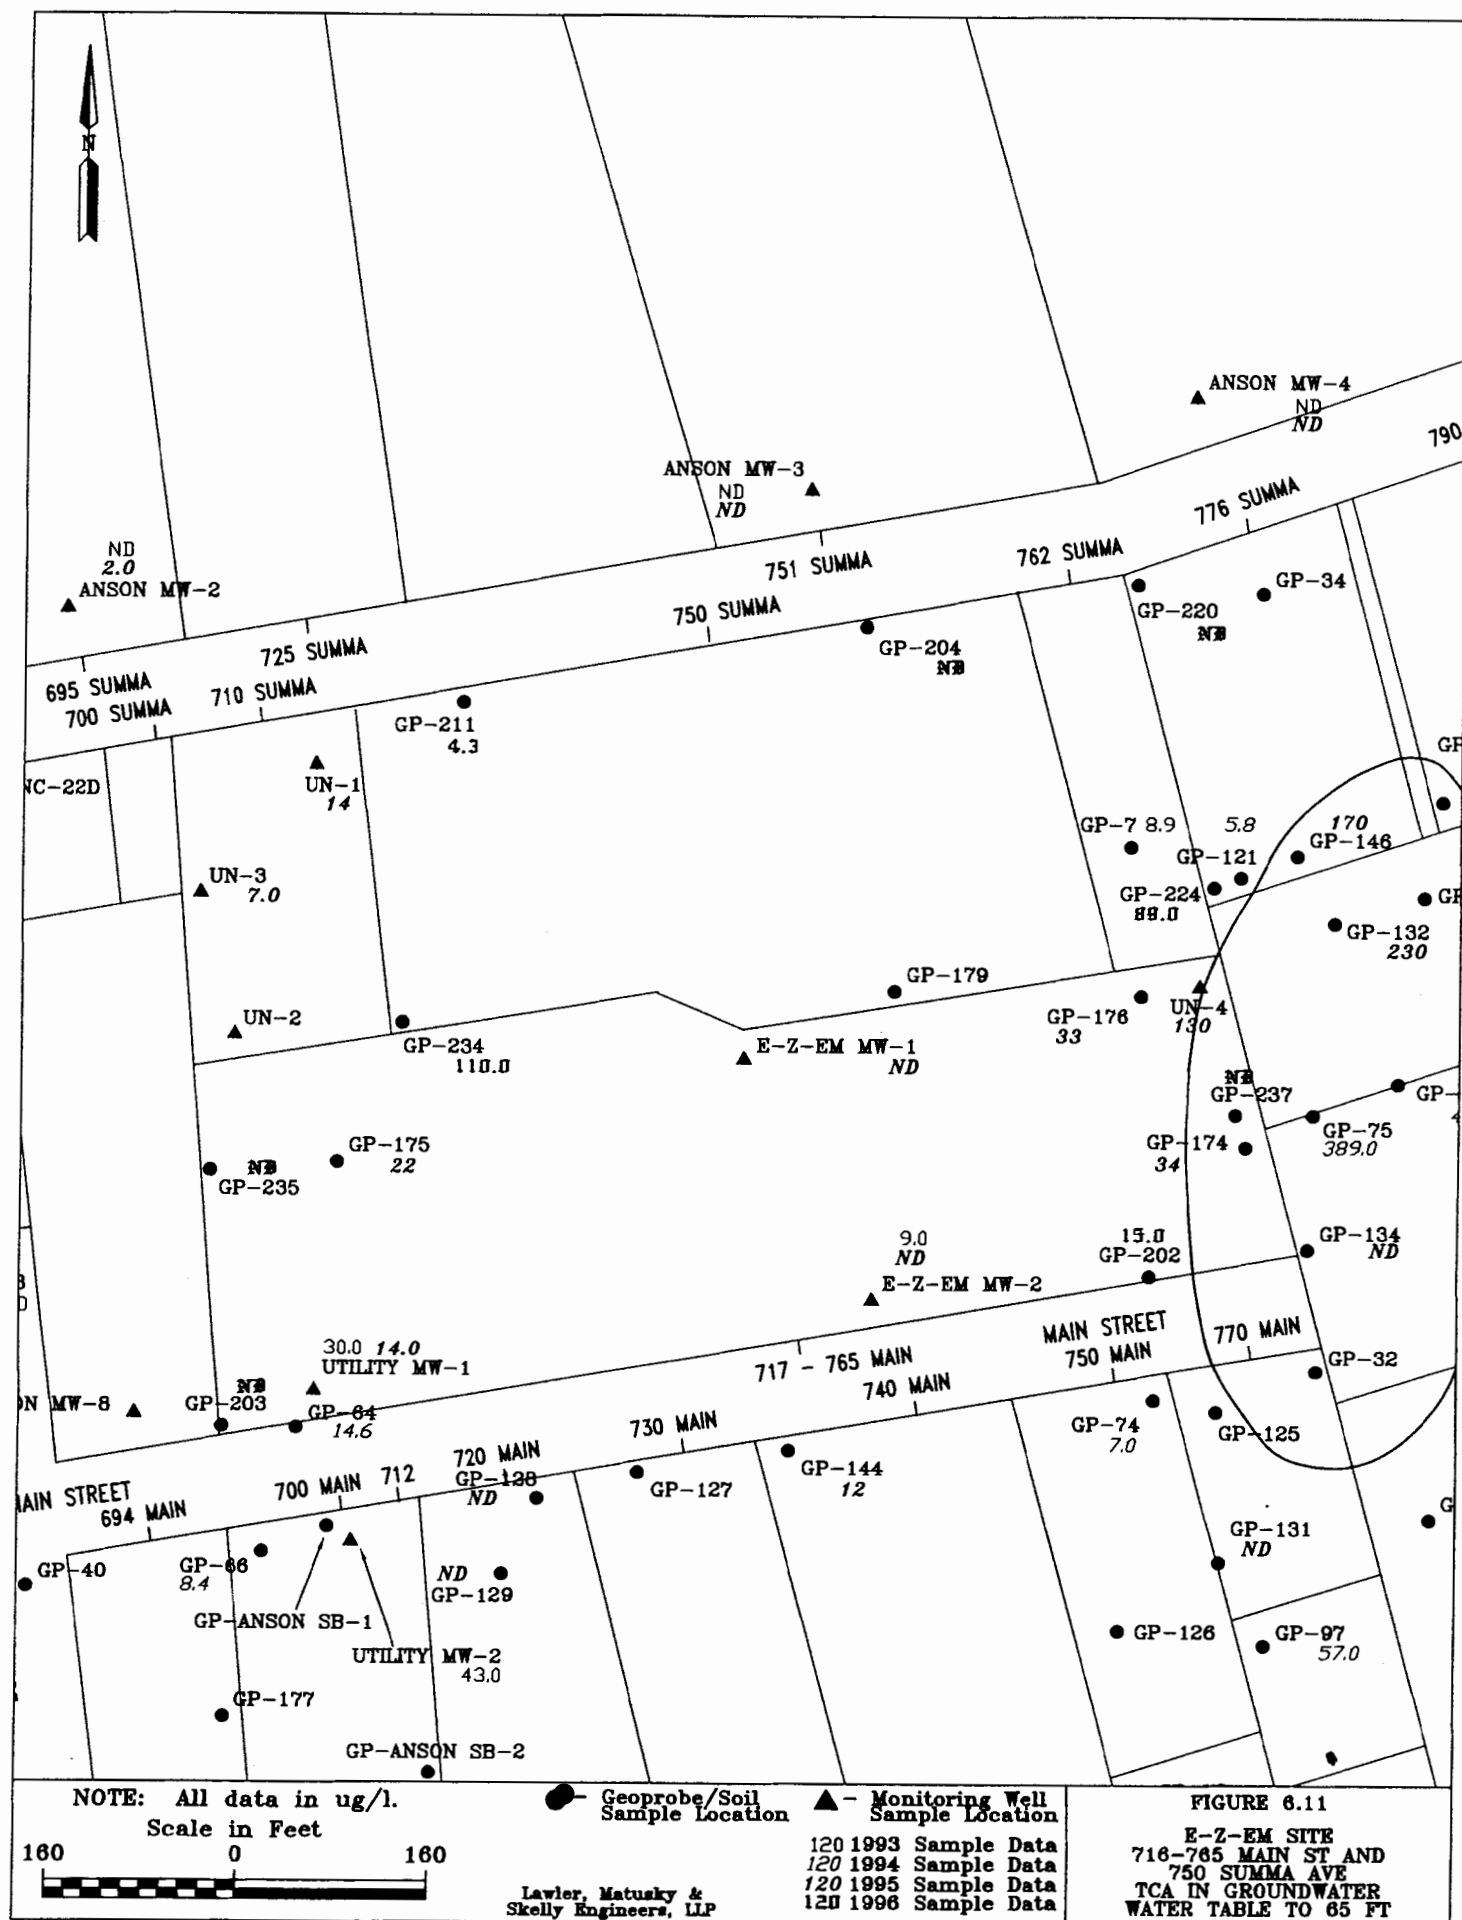 N
ANSON MW-4
ND
ND
790
ANSON MW-3
ND
ND
776 SUMMA
ND
2.0
ANSON MW-2
751 SUMMA
762 SUMMA
GP-34
GP-220
ND
750 SUMMA
GP-204
ND
725 SUMMA
695 SUMMA
710 SUMMA
700 SUMMA
GP-211
4.3
NC-22D
UN-1
14
GP-7 8.9
5.8
170
GP-146
GP-121
UN-3
7.0
GP-224
GP-132
230
GP-179
GP-176
33
UN-4
130
UN-2
GP-234
110.0
E-Z-EM MW-1
ND
ND
GP-237
GP-75
389.0
GP-174
34
GP-175
22
ND
GP-235
9.0
ND
E-Z-EM MW-2
15.0
GP-202
GP-134
ND
MAIN STREET
770 MAIN
750 MAIN
717 - 765 MAIN
740 MAIN
30.0 14.0
UTILITY MW-1
ND
GP-203
MW-8
GP-64
14.6
GP-32
GP-74
7.0
GP-125
730 MAIN
720 MAIN
GP-128
ND
GP-127
GP-144
12
MAIN STREET
700 MAIN
712
694 MAIN
GP-131
ND
GP-40
GP-66
8.4
ND
GP-129
GP-ANSON SB-1
UTILITY MW-2
43.0
GP-126
GP-97
57.0
GP-177
GP-ANSON SB-2
NOTE: All data in ug/l.
Scale in Feet
160 0 160
- Geoprobe/Soil
Sample Location
- Monitoring Well
Sample Location
120 1993 Sample Data
120 1994 Sample Data
120 1995 Sample Data
120 1996 Sample Data
Lawler, Matusky &
Skelly Engineers, LLP
FIGURE 6.11
E-Z-EM SITE
716-765 MAIN ST AND
750 SUMMA AVE
TCA IN GROUNDWATER
WATER TABLE TO 65 FT